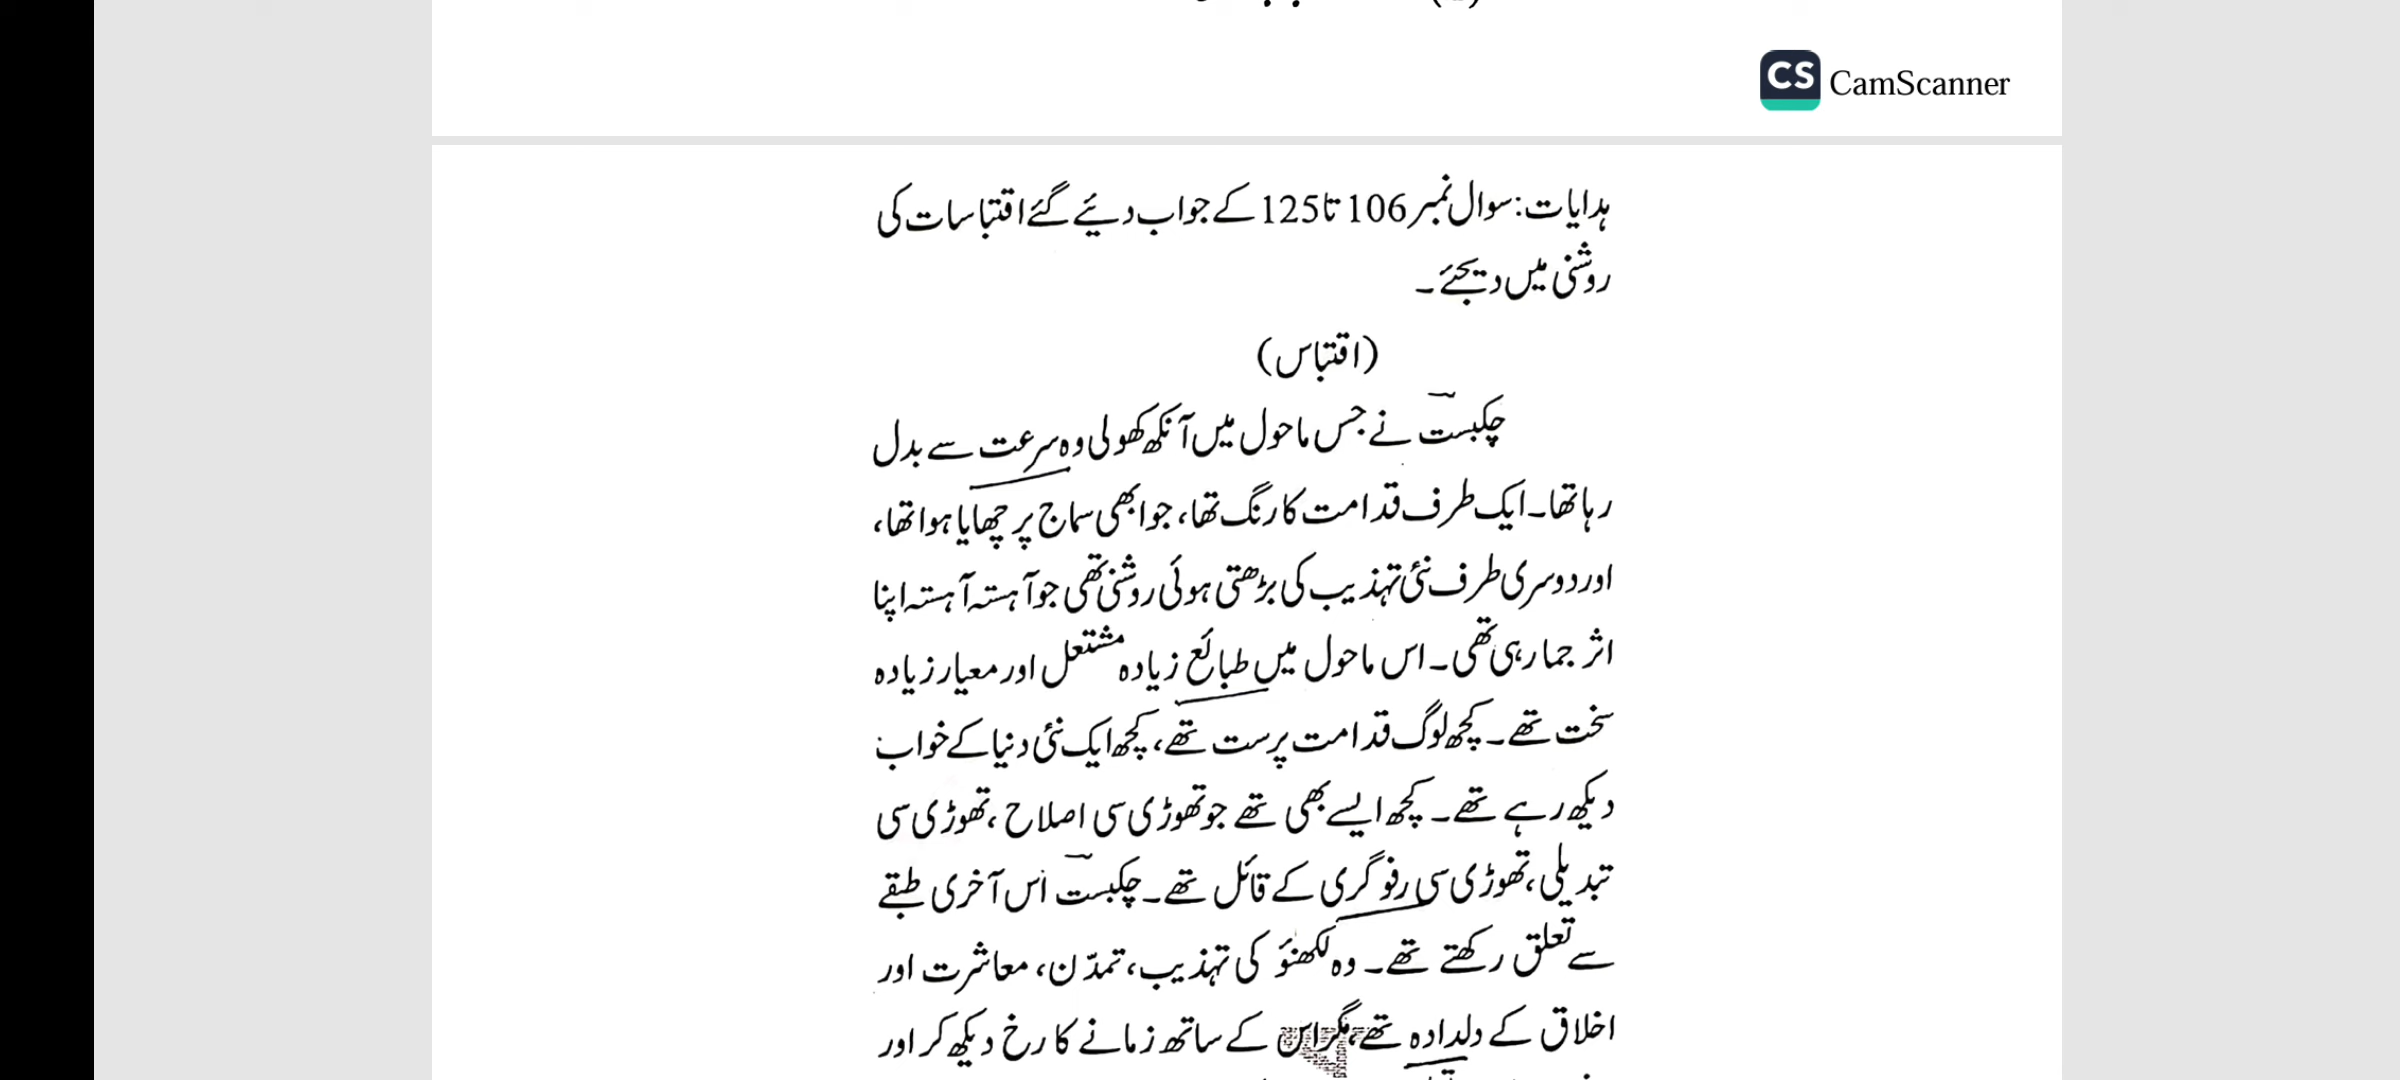 CS CamScanner
ہدایات: سوال نمبر 106 تا 125 کے جواب دیئے گئے اقتباسات کی
روشنی میں دیجئے۔
(اقتباس)
چکبستؔ نے جس ماحول میں آنکھ کھولی وہ سرعت سے بدل
رہا تھا۔ ایک طرف قدامت کا رنگ تھا، جو ابھی سماج پر چھایا ہوا تھا،
اور دوسری طرف نئی تہذیب کی بڑھتی ہوئی روشنی تھی جو آہستہ آہستہ اپنا
اثر جما رہی تھی۔ اس ماحول میں طبائع زیادہ مشتعل اور معیار زیادہ
سخت تھے۔ کچھ لوگ قدامت پرست تھے، کچھ ایک نئی دنیا کے خواب
دیکھ رہے تھے۔ کچھ ایسے بھی تھے جو تھوڑی سی اصلاح، تھوڑی سی
تبدیلی، تھوڑی سی رفو گری کے قائل تھے۔ چکبستؔ اُس آخری طبقے
سے تعلق رکھتے تھے۔ وہ لکھنؤ کی تہذیب، تمدّن، معاشرت اور
اخلاق کے دلدادہ تھے، مگر اس کے ساتھ زمانے کا رخ دیکھ کر اور